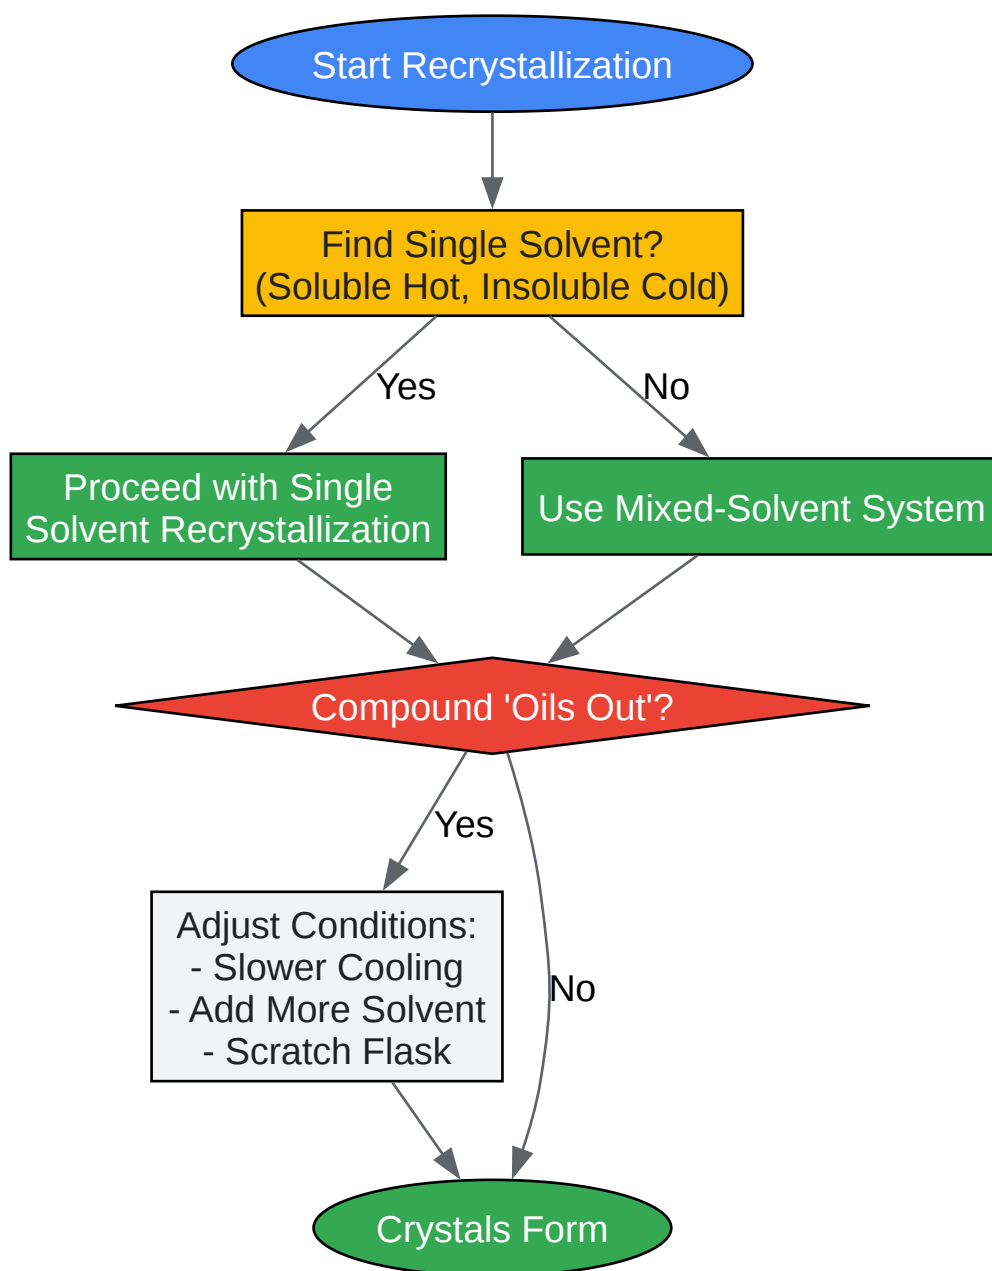 Start Recrystallization
Find Single Solvent?
(Soluble Hot, Insoluble Cold)
Yes
No
Proceed with Single
Solvent Recrystallization
Use Mixed-Solvent System
Compound 'Oils Out'?
Yes
Adjust Conditions:
- Slower Cooling
- Add More Solvent
- Scratch Flask
No
Crystals Form